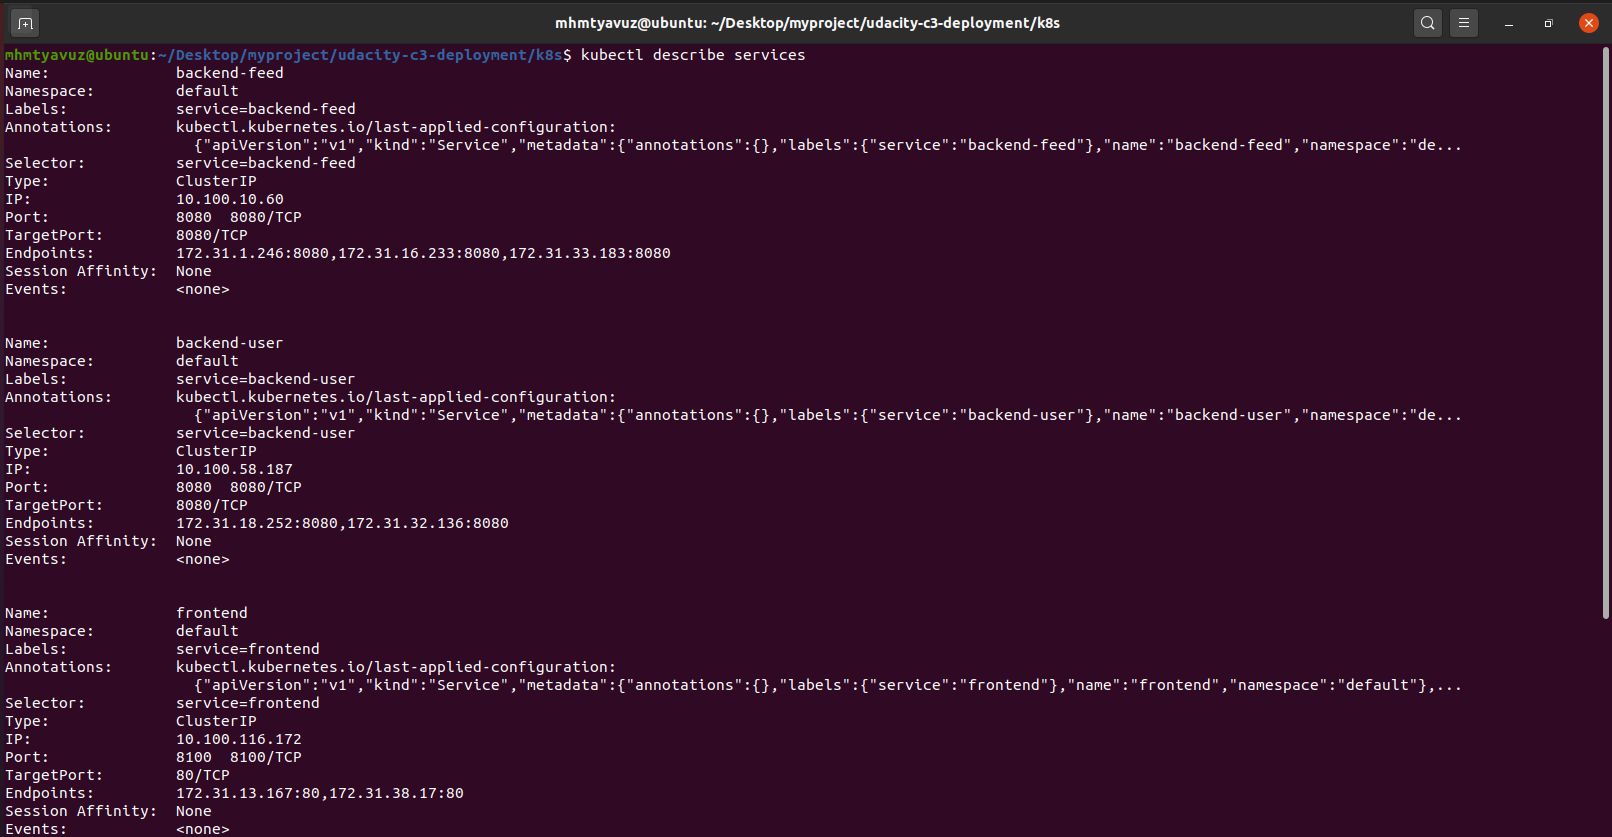 mhmtyavuz@ubuntu: ~/Desktop/myproject/udacity-c3-deployment/k8s
mhmtyavuz@ubuntu:~/Desktop/myproject/udacity-c3-deployment/k8s$ kubectl describe services
Name:              backend-feed
Namespace:         default
Labels:            service=backend-feed
Annotations:       kubectl.kubernetes.io/last-applied-configuration:
                     {"apiVersion":"v1","kind":"Service","metadata":{"annotations":{},"labels":{"service":"backend-feed"},"name":"backend-feed","namespace":"de...
Selector:          service=backend-feed
Type:              ClusterIP
IP:                10.100.10.60
Port:              8080  8080/TCP
TargetPort:        8080/TCP
Endpoints:         172.31.1.246:8080,172.31.16.233:8080,172.31.33.183:8080
Session Affinity:  None
Events:            <none>
Name:              backend-user
Namespace:         default
Labels:            service=backend-user
Annotations:       kubectl.kubernetes.io/last-applied-configuration:
                     {"apiVersion":"v1","kind":"Service","metadata":{"annotations":{},"labels":{"service":"backend-user"},"name":"backend-user","namespace":"de...
Selector:          service=backend-user
Type:              ClusterIP
IP:                10.100.58.187
Port:              8080  8080/TCP
TargetPort:        8080/TCP
Endpoints:         172.31.18.252:8080,172.31.32.136:8080
Session Affinity:  None
Events:            <none>
Name:              frontend
Namespace:         default
Labels:            service=frontend
Annotations:       kubectl.kubernetes.io/last-applied-configuration:
                     {"apiVersion":"v1","kind":"Service","metadata":{"annotations":{},"labels":{"service":"frontend"},"name":"frontend","namespace":"default"},...
Selector:          service=frontend
Type:              ClusterIP
IP:                10.100.116.172
Port:              8100  8100/TCP
TargetPort:        80/TCP
Endpoints:         172.31.13.167:80,172.31.38.17:80
Session Affinity:  None
Events:            <none>